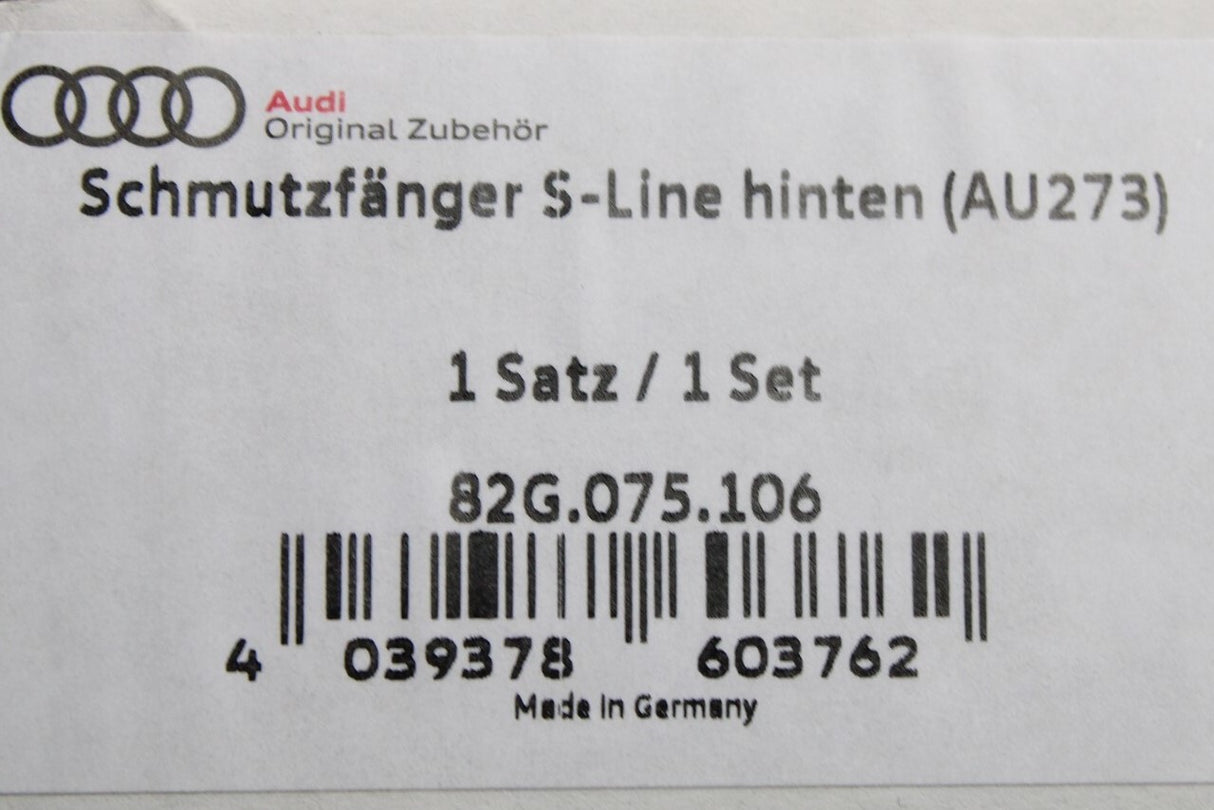 Audi
Original Zubehör
Schmutzfänger S-Line hinten (AU273)
1 Satz / 1 Set
82G.075.106
4 039378 603762
Made in Germany